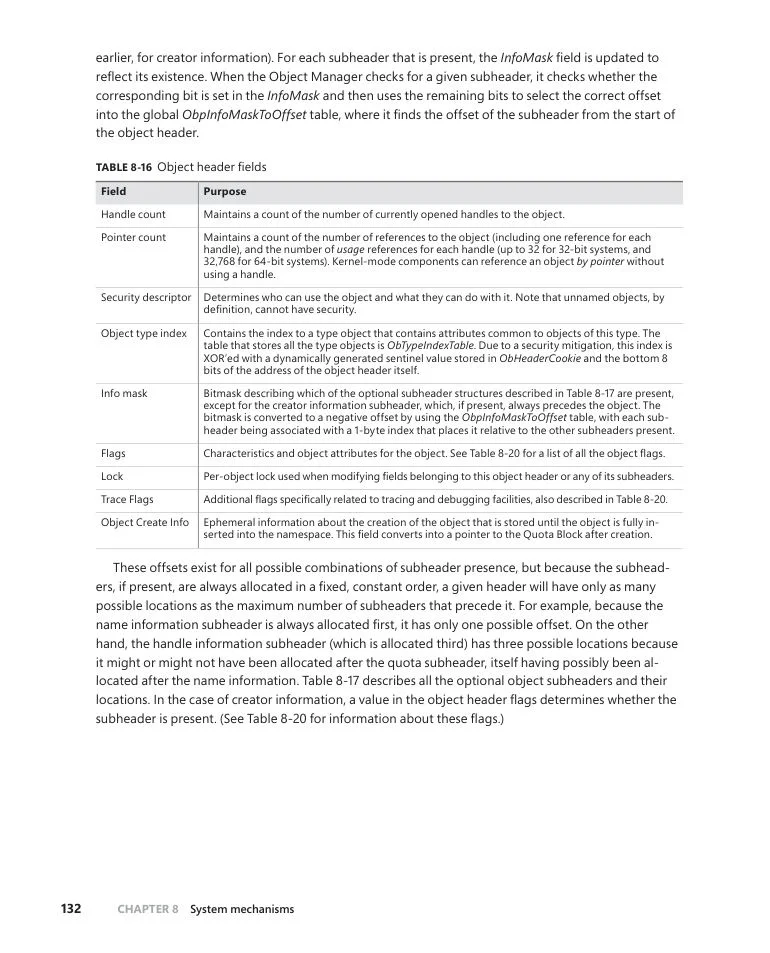 earlier, for creator information). For each subheader that is present, the InfoMask field is updated to
reflect its existence. When the Object Manager checks for a given subheader, it checks whether the
corresponding bit is set in the InfoMask and then uses the remaining bits to select the correct offset
into the global ObpInfoMaskToOffset table, where it finds the offset of the subheader from the start of
the object header.
TABLE 8-16 Object header fields
Field Purpose
Handle count Maintains a count of the number of currently opened handles to the object.
Pointer count Maintains a count of the number of references to the object (including one reference for each
handle), and the number of usage references for each handle (up to 32 for 32-bit systems, and
32,768 for 64-bit systems). Kernel-mode components can reference an object by pointer without
using a handle.
Security descriptor Determines who can use the object and what they can do with it. Note that unnamed objects, by
definition, cannot have security.
Object type index Contains the index to a type object that contains attributes common to objects of this type. The
table that stores all the type objects is ObTypeIndexTable. Due to a security mitigation, this index is
XOR’ed with a dynamically generated sentinel value stored in ObHeaderCookie and the bottom 8
bits of the address of the object header itself.
Info mask Bitmask describing which of the optional subheader structures described in Table 8-17 are present,
except for the creator information subheader, which, if present, always precedes the object. The
bitmask is converted to a negative offset by using the ObpInfoMaskToOffset table, with each sub-
header being associated with a 1-byte index that places it relative to the other subheaders present.
Flags Characteristics and object attributes for the object. See Table 8-20 for a list of all the object flags.
Lock Per-object lock used when modifying fields belonging to this object header or any of its subheaders.
Trace Flags Additional flags specifically related to tracing and debugging facilities, also described in Table 8-20.
Object Create Info Ephemeral information about the creation of the object that is stored until the object is fully in-
serted into the namespace. This field converts into a pointer to the Quota Block after creation.
These offsets exist for all possible combinations of subheader presence, but because the subhead-
ers, if present, are always allocated in a fixed, constant order, a given header will have only as many
possible locations as the maximum number of subheaders that precede it. For example, because the
name information subheader is always allocated first, it has only one possible offset. On the other
hand, the handle information subheader (which is allocated third) has three possible locations because
it might or might not have been allocated after the quota subheader, itself having possibly been al-
located after the name information. Table 8-17 describes all the optional object subheaders and their
locations. In the case of creator information, a value in the object header flags determines whether the
subheader is present. (See Table 8-20 for information about these flags.)
132 CHAPTER 8 System mechanisms